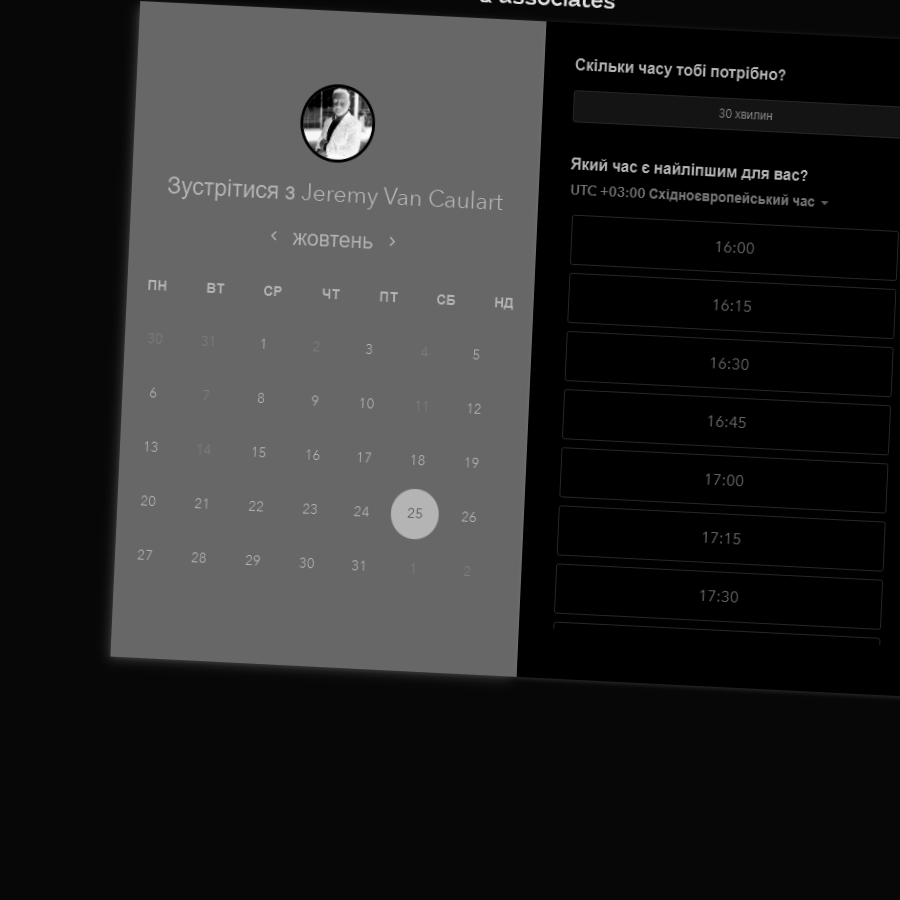 & associates
Зустрітися з Jeremy Van Caulart
жовтень
ПН ВТ СР ЧТ ПТ СБ НД
30 31 1 2 3 4 5
6 7 8 9 10 11 12
13 14 15 16 17 18 19
20 21 22 23 24 25 26
27 28 29 30 31 1 2
Скільки часу тобі потрібно?
30 хвилин
Який час є найліпшим для вас?
UTC +03:00 Східноєвропейський час
16:00
16:15
16:30
16:45
17:00
17:15
17:30